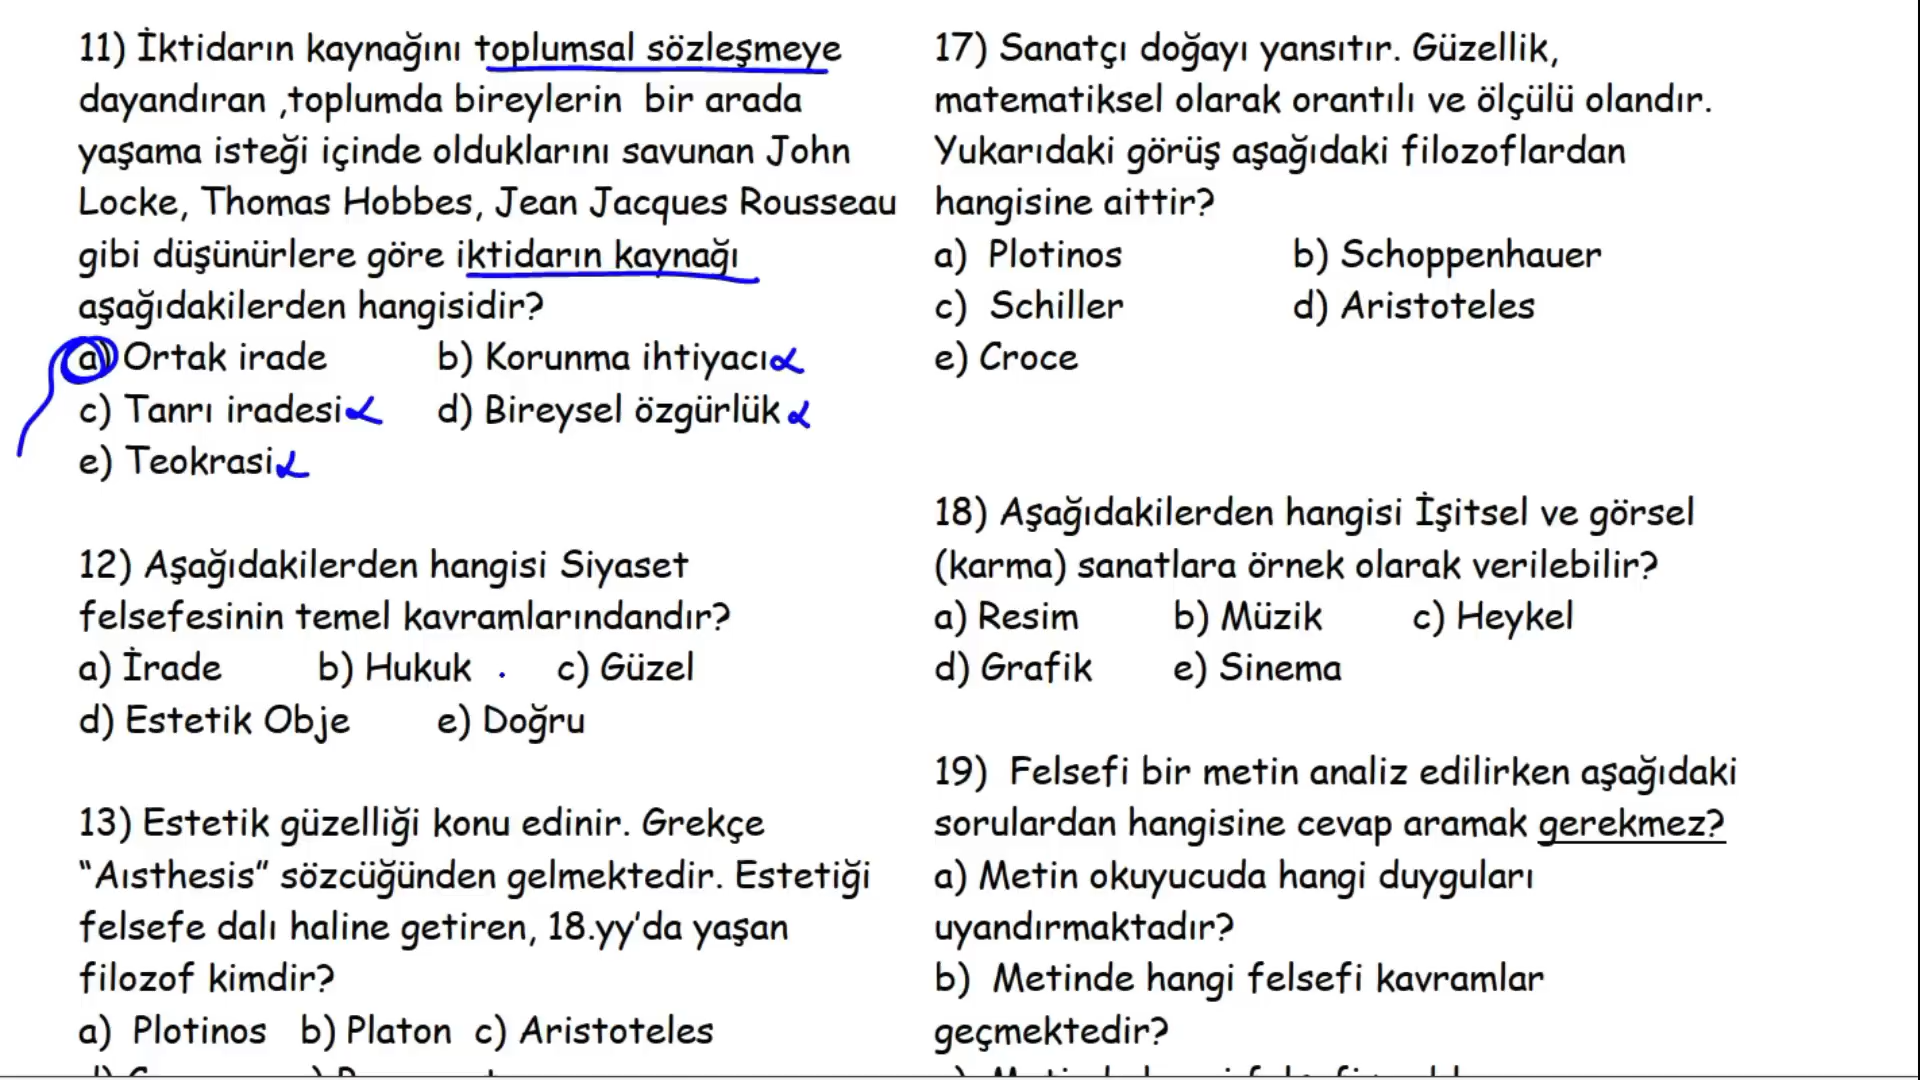 11) İktidarın kaynağını toplumsal sözleşmeye
dayandıran ,toplumda bireylerin bir arada
yaşama isteği içinde olduklarını savunan John
Locke, Thomas Hobbes, Jean Jacques Rousseau
gibi düşünürlere göre iktidarın kaynağı
aşağıdakilerden hangisidir?
a) Ortak irade b) Korunma ihtiyacı
c) Tanrı iradesi d) Bireysel özgürlük
e) Teokrasi
12) Aşağıdakilerden hangisi Siyaset
felsefesinin temel kavramlarındandır?
a) İrade b) Hukuk c) Güzel
d) Estetik Obje e) Doğru
13) Estetik güzelliği konu edinir. Grekçe
“Aısthesis” sözcüğünden gelmektedir. Estetiği
felsefe dalı haline getiren, 18.yy’da yaşan
filozof kimdir?
a) Plotinos b) Platon c) Aristoteles
17) Sanatçı doğayı yansıtır. Güzellik,
matematiksel olarak orantılı ve ölçülü olandır.
Yukarıdaki görüş aşağıdaki filozoflardan
hangisine aittir?
a) Plotinos b) Schoppenhauer
c) Schiller d) Aristoteles
e) Croce
18) Aşağıdakilerden hangisi İşitsel ve görsel
(karma) sanatlara örnek olarak verilebilir?
a) Resim b) Müzik c) Heykel
d) Grafik e) Sinema
19) Felsefi bir metin analiz edilirken aşağıdaki
sorulardan hangisine cevap aramak gerekmez?
a) Metin okuyucuda hangi duyguları
uyandırmaktadır?
b) Metinde hangi felsefi kavramlar
geçmektedir?